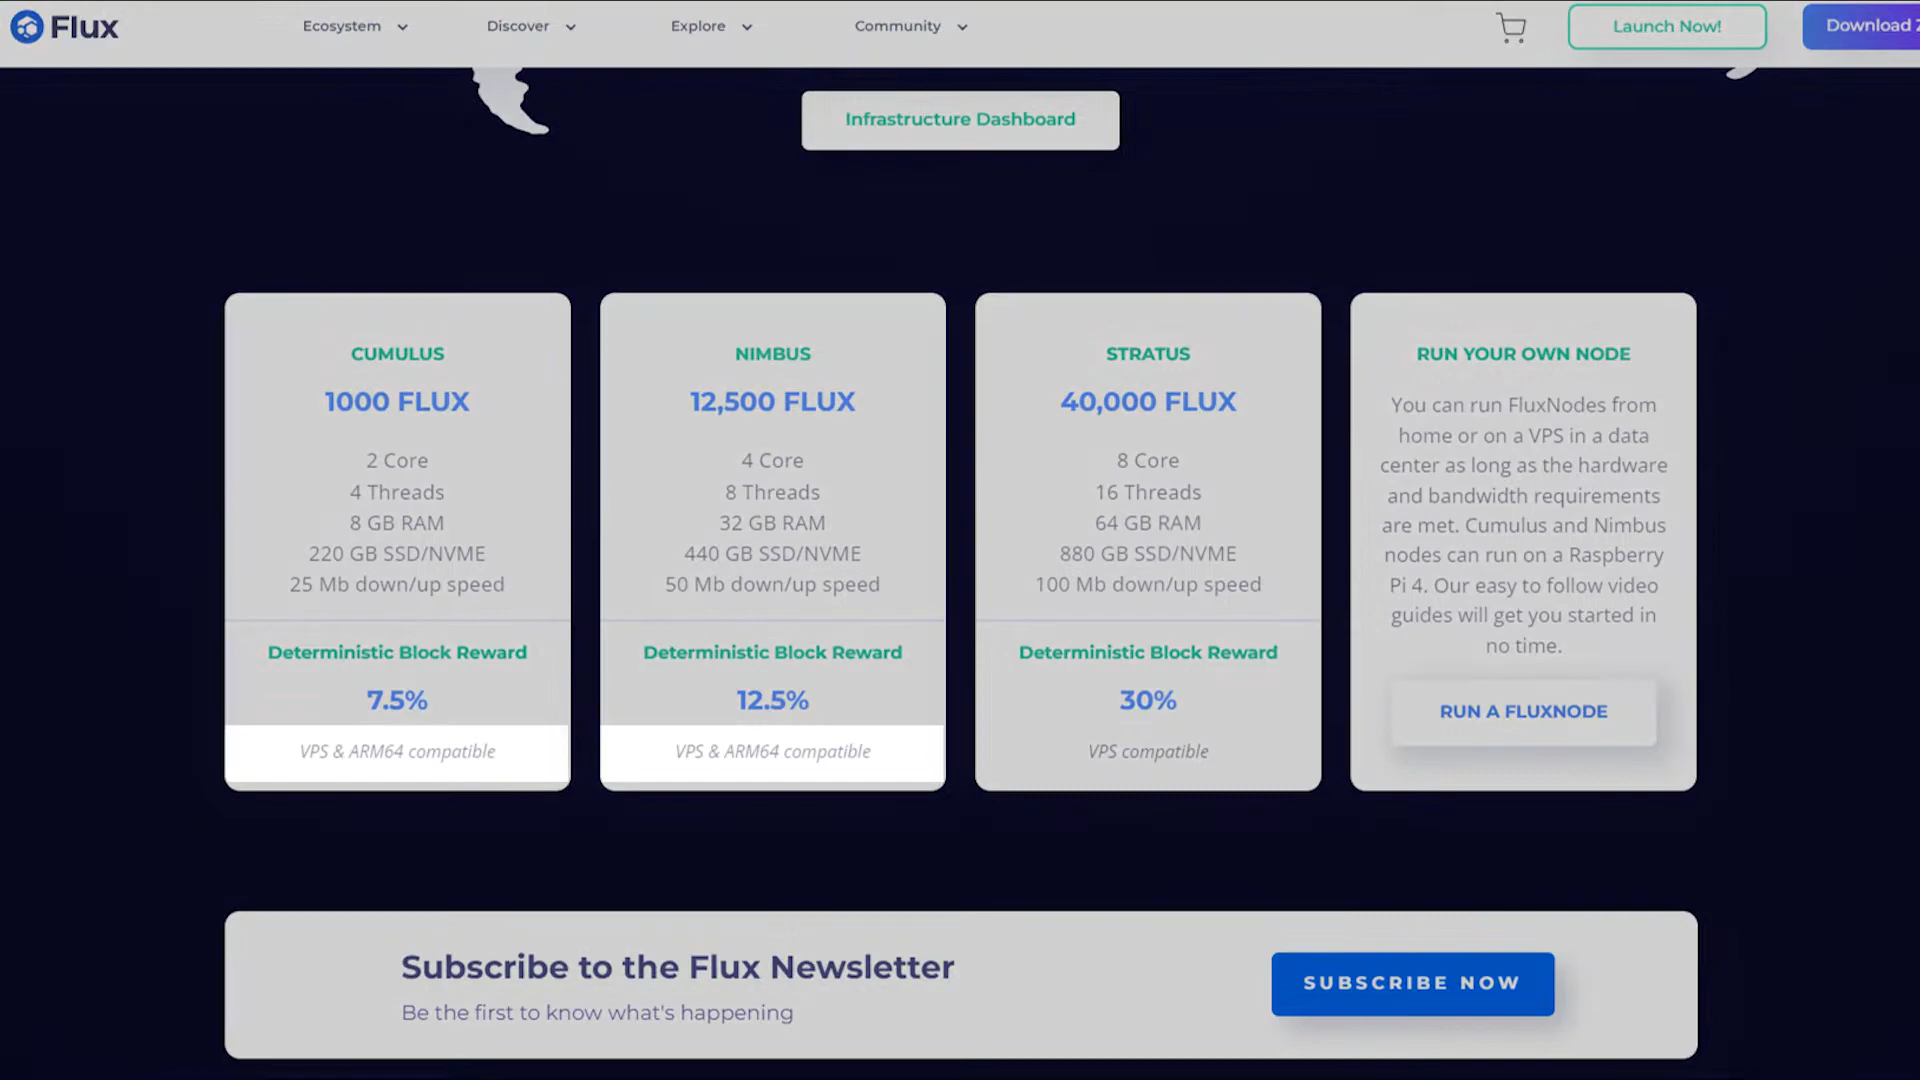 Flux
Ecosystem
Discover
Explore
Community
Launch Now!
Download
Infrastructure Dashboard
CUMULUS
1000 FLUX
2 Core
4 Threads
8 GB RAM
220 GB SSD/NVME
25 Mb down/up speed
Deterministic Block Reward
7.5%
VPS & ARM64 compatible
NIMBUS
12,500 FLUX
4 Core
8 Threads
32 GB RAM
440 GB SSD/NVME
50 Mb down/up speed
Deterministic Block Reward
12.5%
VPS & ARM64 compatible
STRATUS
40,000 FLUX
8 Core
16 Threads
64 GB RAM
880 GB SSD/NVME
100 Mb down/up speed
Deterministic Block Reward
30%
VPS compatible
RUN YOUR OWN NODE
You can run FluxNodes from
home or on a VPS in a data
center as long as the hardware
and bandwidth requirements
are met. Cumulus and Nimbus
nodes can run on a Raspberry
Pi 4. Our easy to follow video
guides will get you started in
no time.
RUN A FLUXNODE
Subscribe to the Flux Newsletter
Be the first to know what's happening
SUBSCRIBE NOW